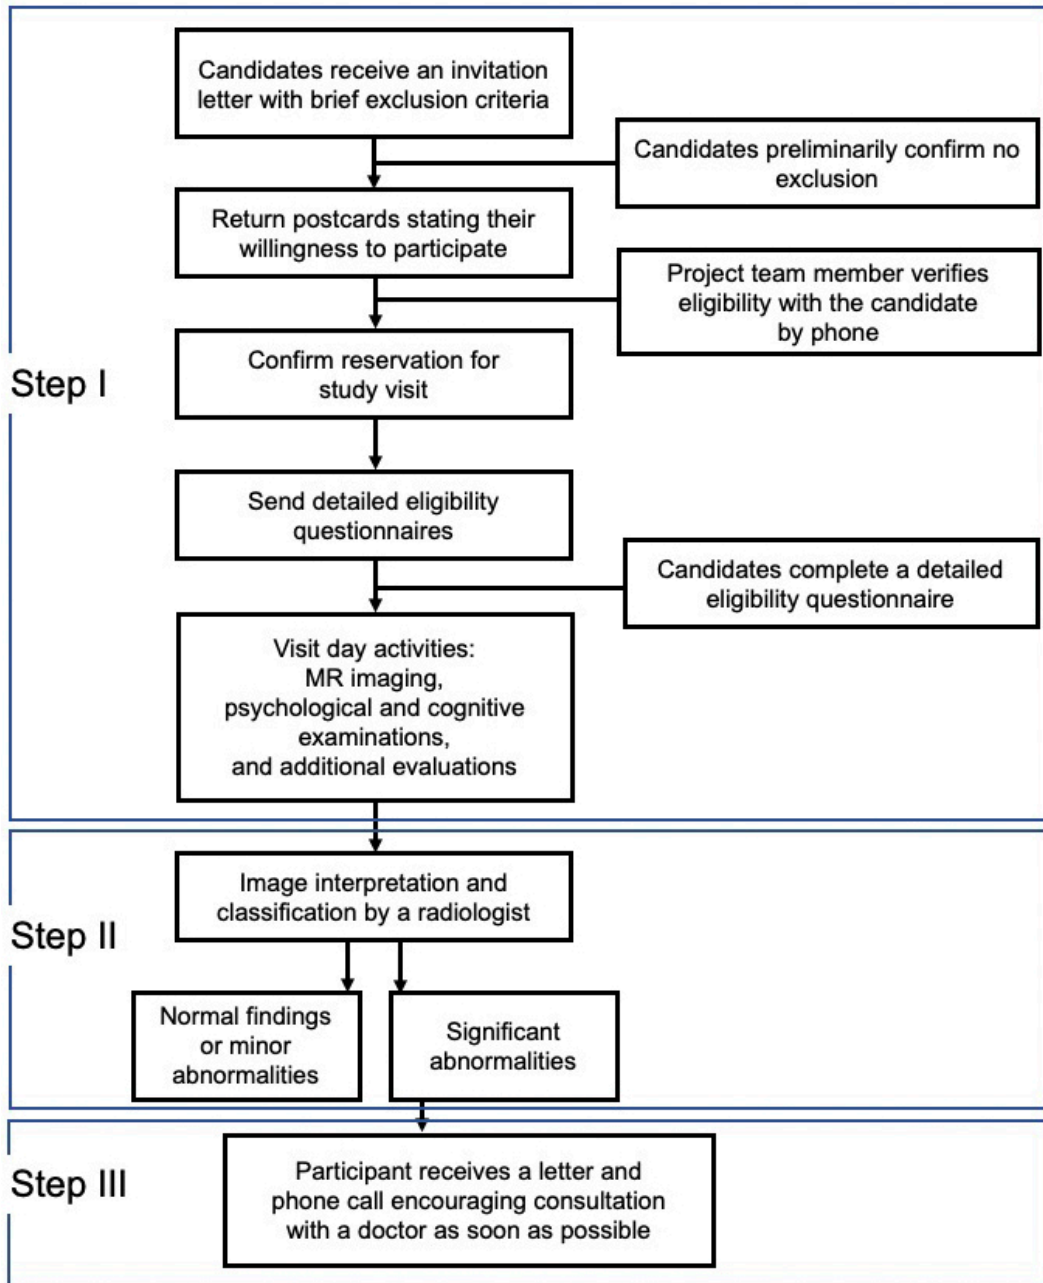 Candidates receive an invitation
letter with brief exclusion criteria
Candidates preliminarily confirm no
exclusion
Return postcards stating their
willingness to participate
Project team member verifies
eligibility with the candidate
by phone
Step I
Confirm reservation for
study visit
Send detailed eligibility
questionnaires
Candidates complete a detailed
eligibility questionnaire
Visit day activities:
MR imaging,
psychological and cognitive
examinations,
and additional evaluations
Step II
Image interpretation and
classification by a radiologist
Normal findings
or minor
abnormalities
Significant
abnormalities
Step III
Participant receives a letter and
phone call encouraging consultation
with a doctor as soon as possible